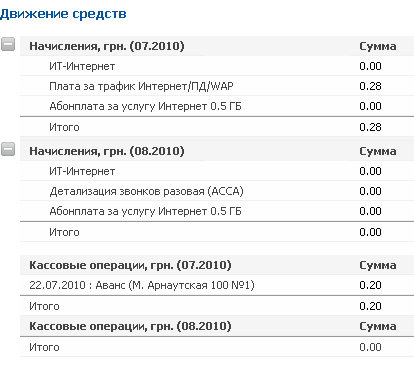 Движение средств
Начисления, грн. (07.2010) Сумма
ИТ-Интернет 0.00
Плата за трафик Интернет/ПД/WAP 0.28
Абонплата за услугу Интернет 0.5 ГБ 0.00
Итого 0.28
Начисления, грн. (08.2010) Сумма
ИТ-Интернет 0.00
Детализация звонков разовая (АССА) 0.00
Абонплата за услугу Интернет 0.5 ГБ 0.00
Итого 0.00
Кассовые операции, грн. (07.2010) Сумма
22.07.2010 : Аванс (М. Арнаутская 100 №1) 0.20
Итого 0.20
Кассовые операции, грн. (08.2010) Сумма
Итого 0.00